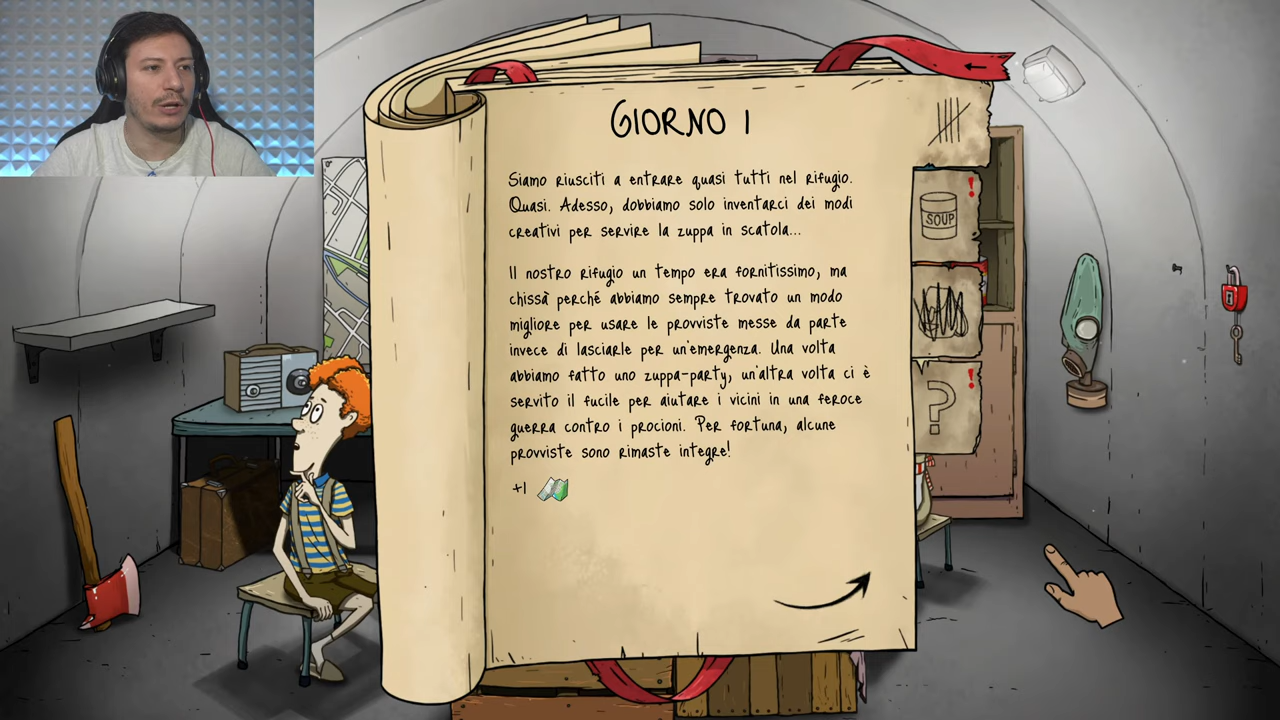 GIORNO 1
Siamo riusciti a entrare quasi tutti nel rifugio.
Quasi. Adesso, dobbiamo solo inventarci dei modi
creativi per servire la zuppa in scatola...
Il nostro rifugio un tempo era fornitissimo, ma
chissà perché abbiamo sempre trovato un modo
migliore per usare le provviste messe da parte
invece di lasciarle per un'emergenza. Una volta
abbiamo fatto uno zuppa-party, un'altra volta ci è
servito il fucile per aiutare i vicini in una feroce
guerra contro i procioni. Per fortuna, alcune
provviste sono rimaste integre!
+1
!
SOUP
!
?